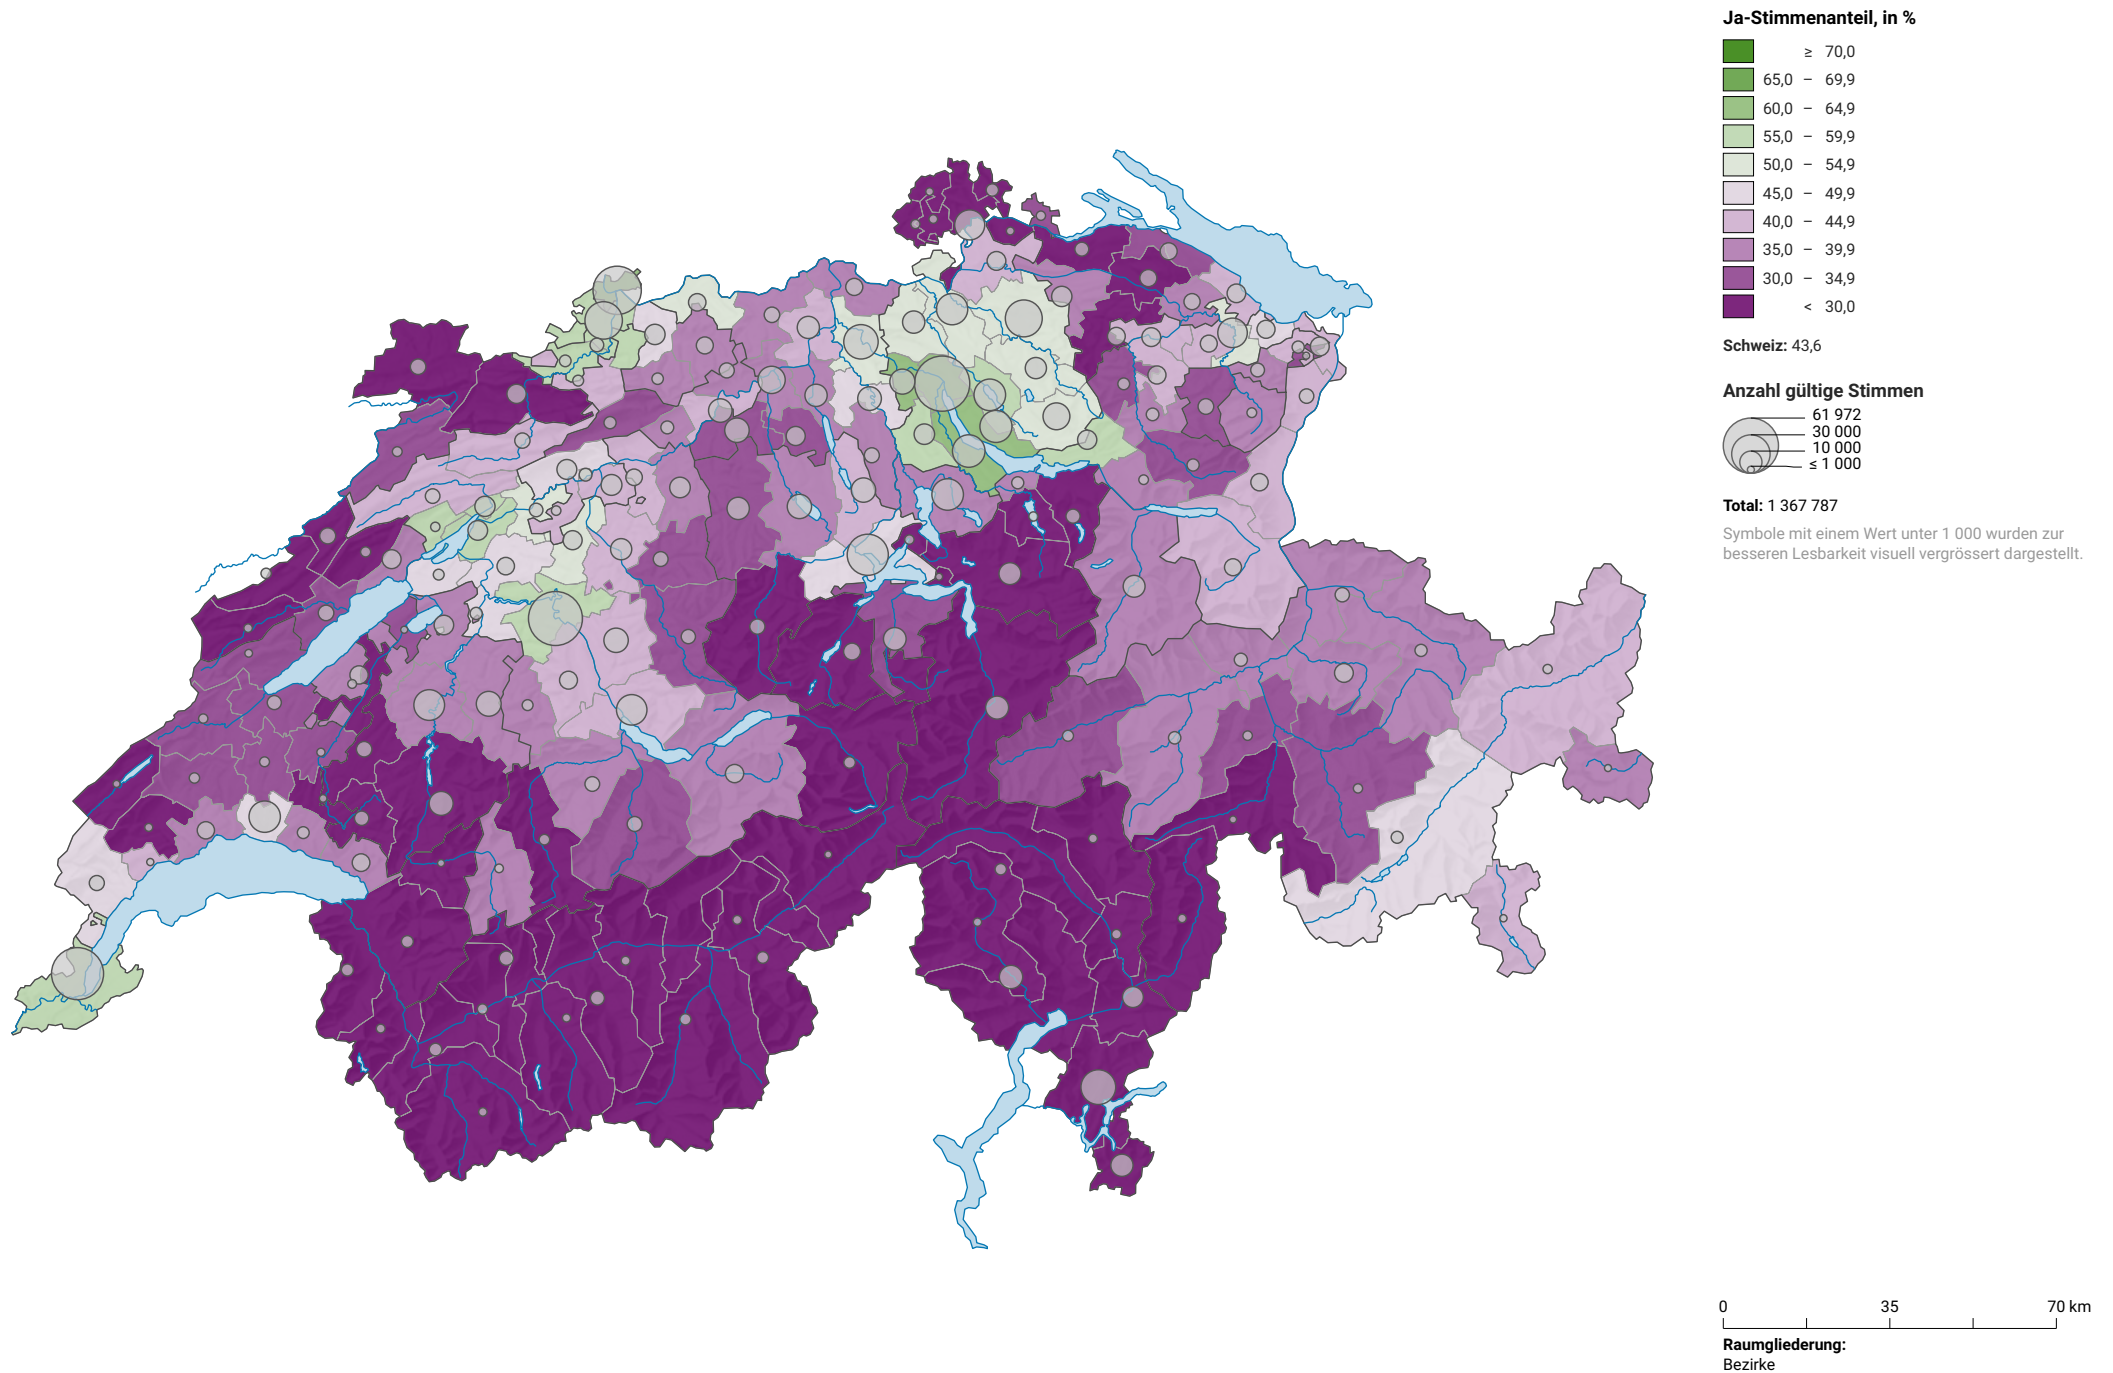 Ja-Stimmenanteil, in %
≥ 70,0
65,0 – 69,9
60,0 – 64,9
55,0 – 59,9
50,0 – 54,9
45,0 – 49,9
40,0 – 44,9
35,0 – 39,9
30,0 – 34,9
< 30,0
Schweiz: 43,6
Anzahl gültige Stimmen
61 972
30 000
10 000
≤ 1 000
Total: 1 367 787
Symbole mit einem Wert unter 1 000 wurden zur
besseren Lesbarkeit visuell vergrössert dargestellt.
0 35 70 km
Raumgliederung:
Bezirke